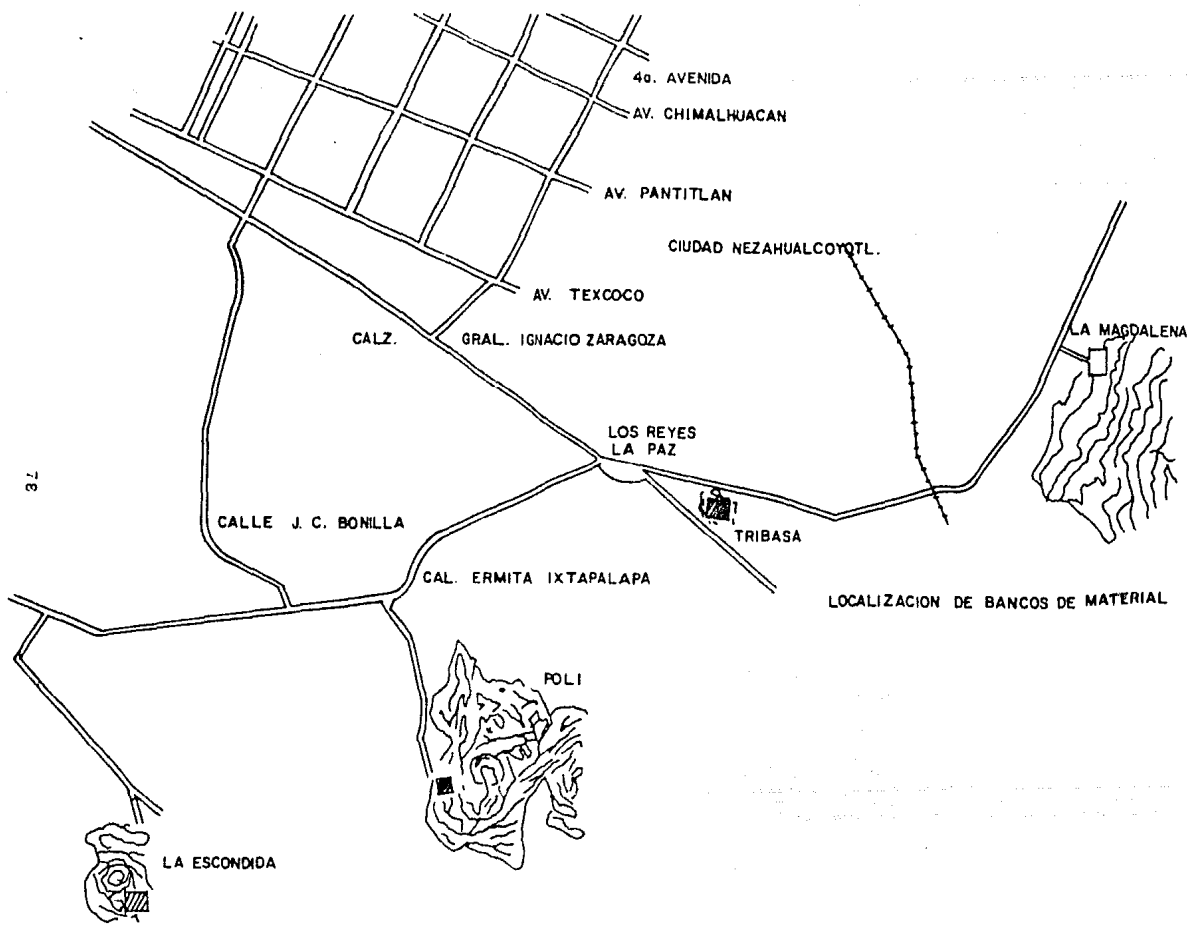 4a. AVENIDA
AV. CHIMALHUACAN
AV. PANTITLAN
CIUDAD NEZAHUALCOYOTL.
AV. TEXCOCO
LA MAGDALENA
CALZ. GRAL. IGNACIO ZARAGOZA
LOS REYES
LA PAZ
37
CALLE J. C. BONILLA
TRIBASA
CAL. ERMITA IXTAPALAPA
LOCALIZACION DE BANCOS DE MATERIAL
POLI
LA ESCONDIDA